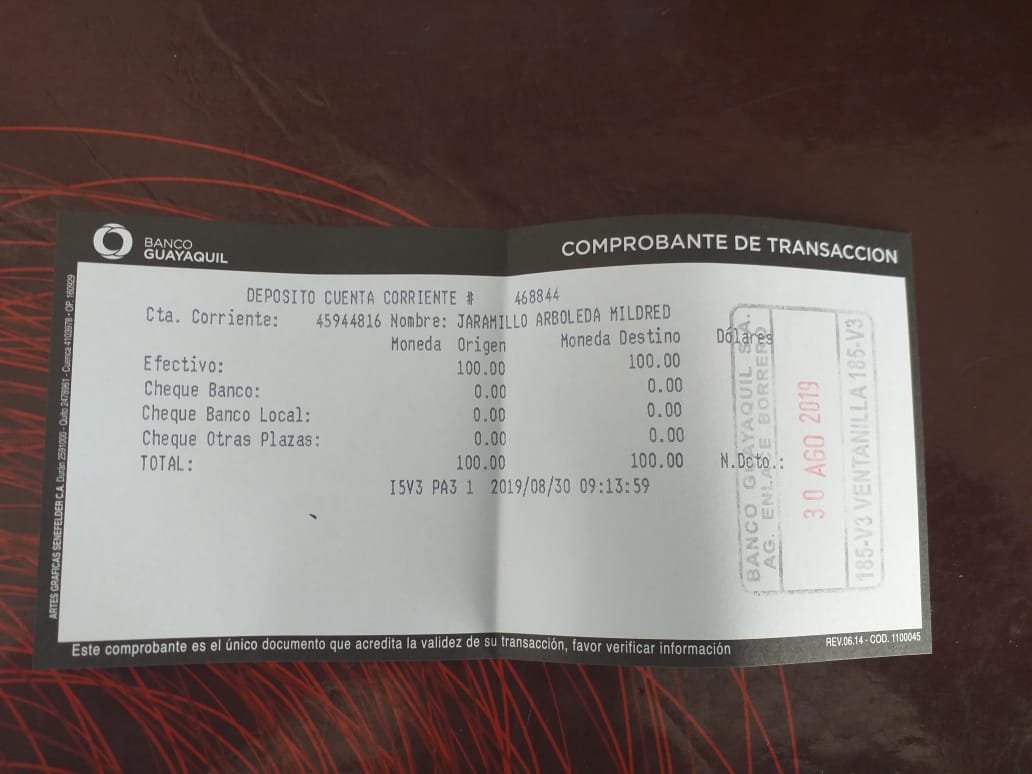 BANCO
GUAYAQUIL
COMPROBANTE DE TRANSACCION
DEPOSITO CUENTA CORRIENTE # 468844
Cta. Corriente: 45944816 Nombre: JARAMILLO ARBOLEDA MILDRED
Moneda Origen Moneda Destino Dólares
Efectivo: 100.00 100.00
Cheque Banco: 0.00 0.00
Cheque Banco Local: 0.00 0.00
Cheque Otras Plazas: 0.00 0.00
TOTAL: 100.00 100.00 N.Dcto.:
I5V3 PA3 1 2019/08/30 09:13:59
BANCO GUAYAQUIL S.A.
AG. ENLACE BORRERO
30 AGO 2019
185-V3 VENTANILLA 185-V3
ARTES GRAFICAS SENEFELDER C.A. Durán 2591000 - Quito 2478961 - Cuenca 4103978 - OP. 160929
Este comprobante es el único documento que acredita la validez de su transacción, favor verificar información
REV.06.14 - COD. 1100045